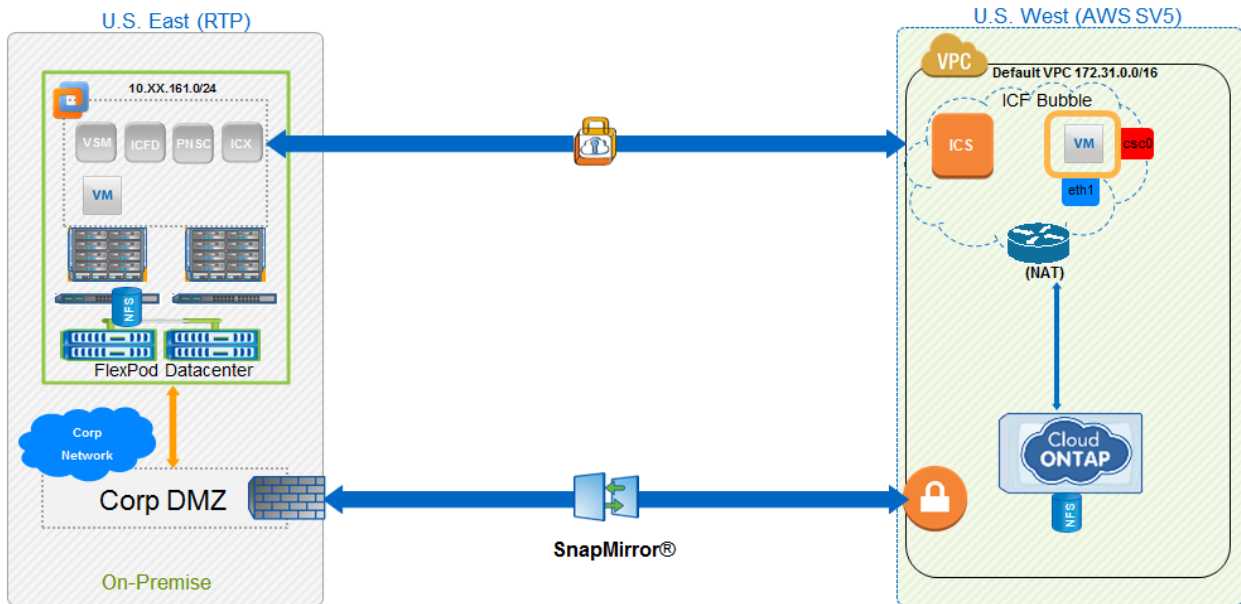 U.S. East (RTP)
U.S. West (AWS SV5)
VPC
10.XX.161.0/24
Default VPC 172.31.0.0/16
ICF Bubble
VSM
ICFD
PNSC
ICX
ICS
VM
csc0
eth1
VM
(NAT)
NFS
FlexPod Datacenter
Corp
Network
Cloud
ONTAP
Corp DMZ
NFS
SnapMirror®
On-Premise